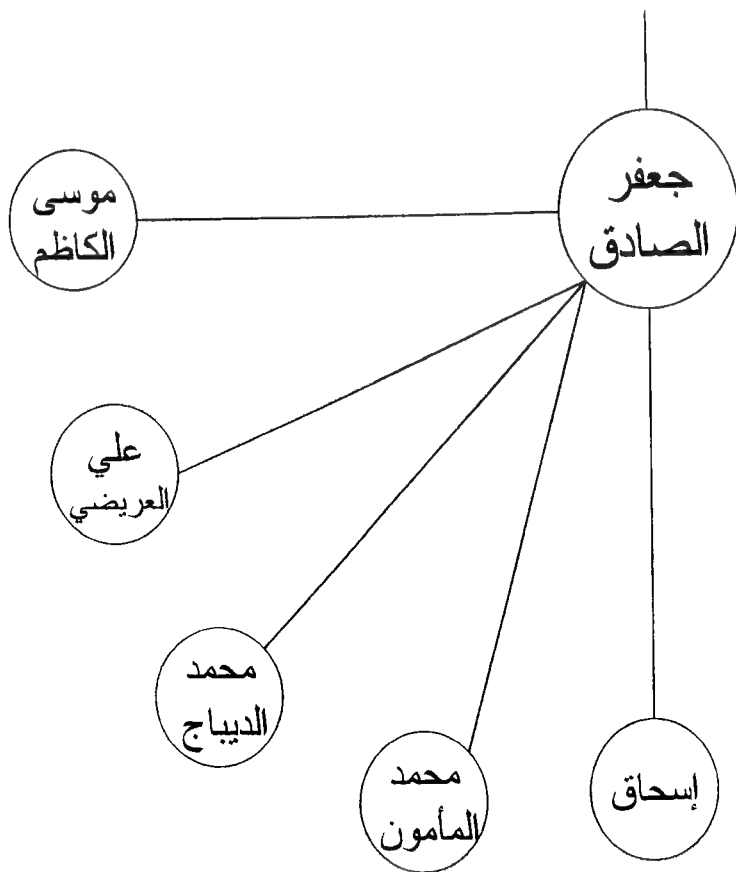 جعفر
الصادق
موسى
الكاظم
علي
العريضي
محمد
الديباج
محمد
المأمون
إسحاق